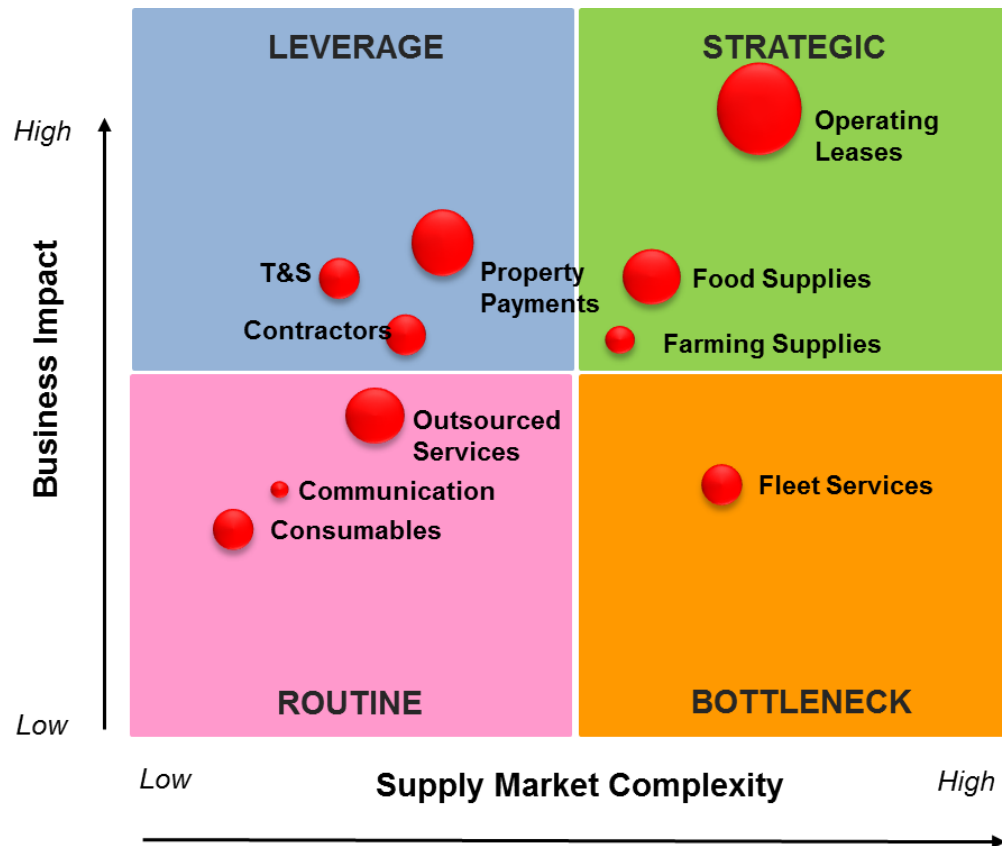 LEVERAGE
STRATEGIC
High
Operating
Leases
T&S
Property
Payments
Food Supplies
Contractors
Farming Supplies
Business Impact
Outsourced
Services
Communication
Fleet Services
Consumables
ROUTINE
BOTTLENECK
Low
Low
Supply Market Complexity
High